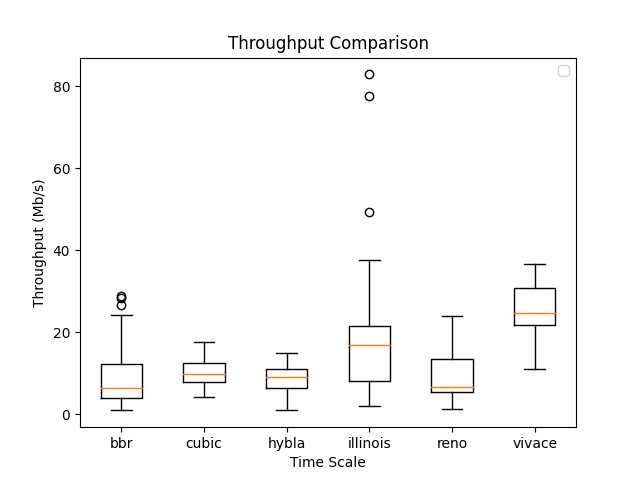 Throughput Comparison
80
60
40
20
0
Throughput (Mb/s)
bbr cubic hybla illinois reno vivace
Time Scale